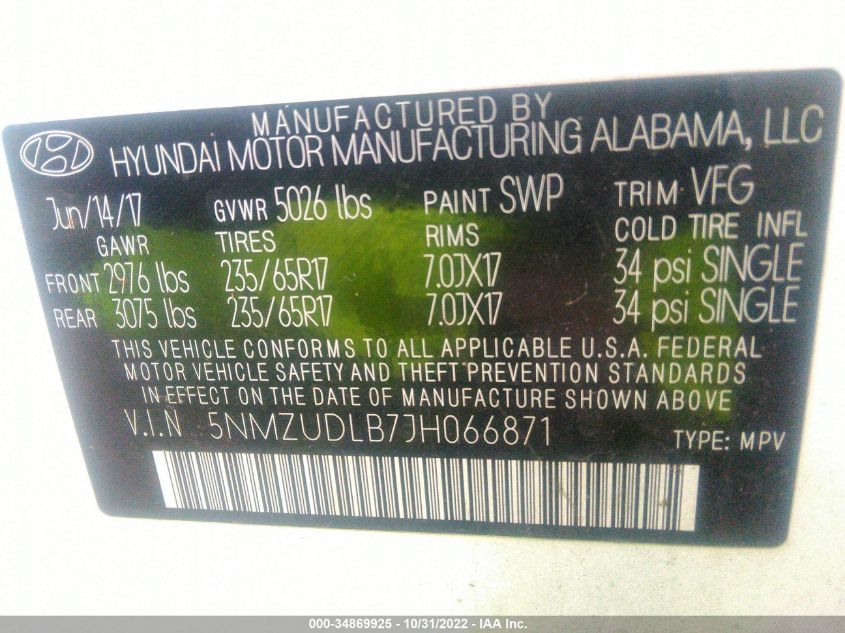 MANUFACTURED BY
HYUNDAI MOTOR MANUFACTURING ALABAMA, LLC
Jun/14/17 GVWR 5026 lbs PAINT SWP TRIM VFG
GAWR TIRES RIMS COLD TIRE INFL
FRONT 2976 lbs 235/65R17 7.0JX17 34 psi SINGLE
REAR 3075 lbs 235/65R17 7.0JX17 34 psi SINGLE
THIS VEHICLE CONFORMS TO ALL APPLICABLE U.S.A. FEDERAL
MOTOR VEHICLE SAFETY AND THEFT PREVENTION STANDARDS
IN EFFECT ON THE DATE OF MANUFACTURE SHOWN ABOVE
V.I.N 5NMZUDLB7JH066871 TYPE: MPV
000-34869925 - 10/31/2022 - IAA Inc.